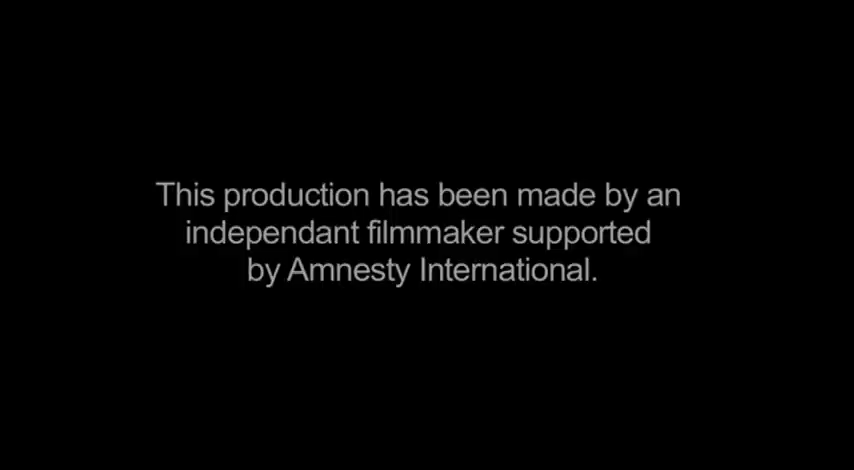 This production has been made by an
independant filmmaker supported
by Amnesty International.